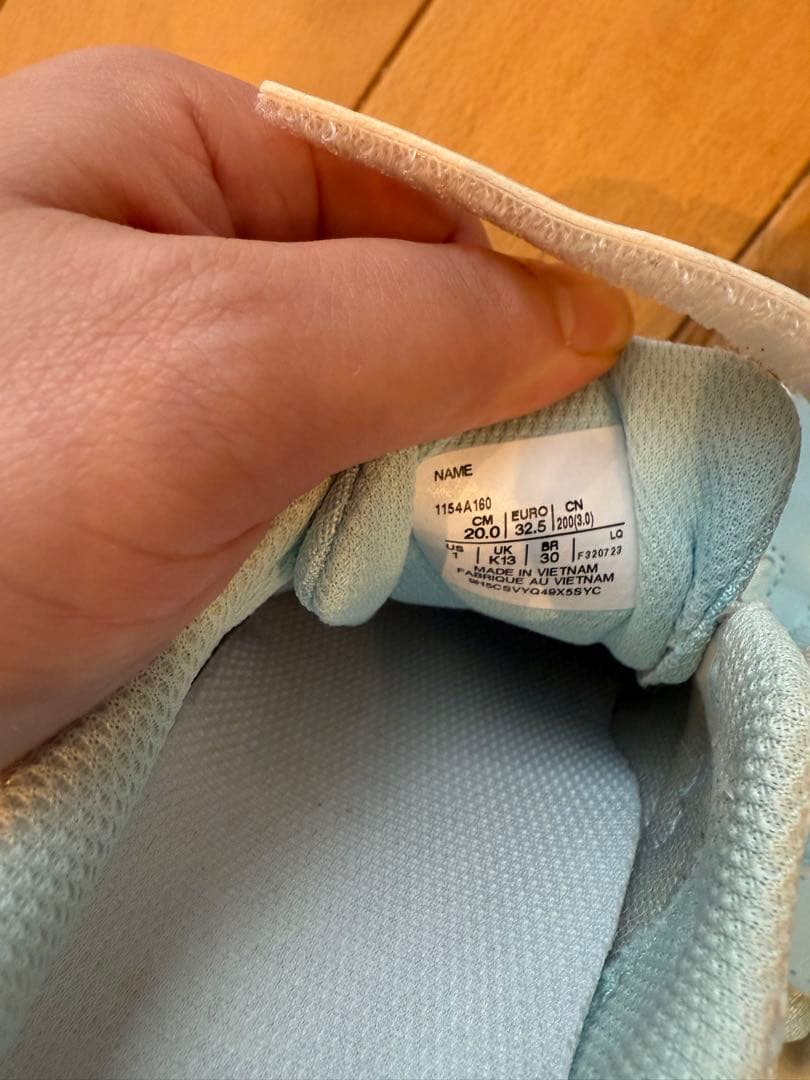 NAME
1154A160
CM 20.0 | EURO 32.5 | CN 200(3.0)
LQ
US 1 | UK K13 | BR 30 | F320723
MADE IN VIETNAM
FABRIQUE AU VIETNAM